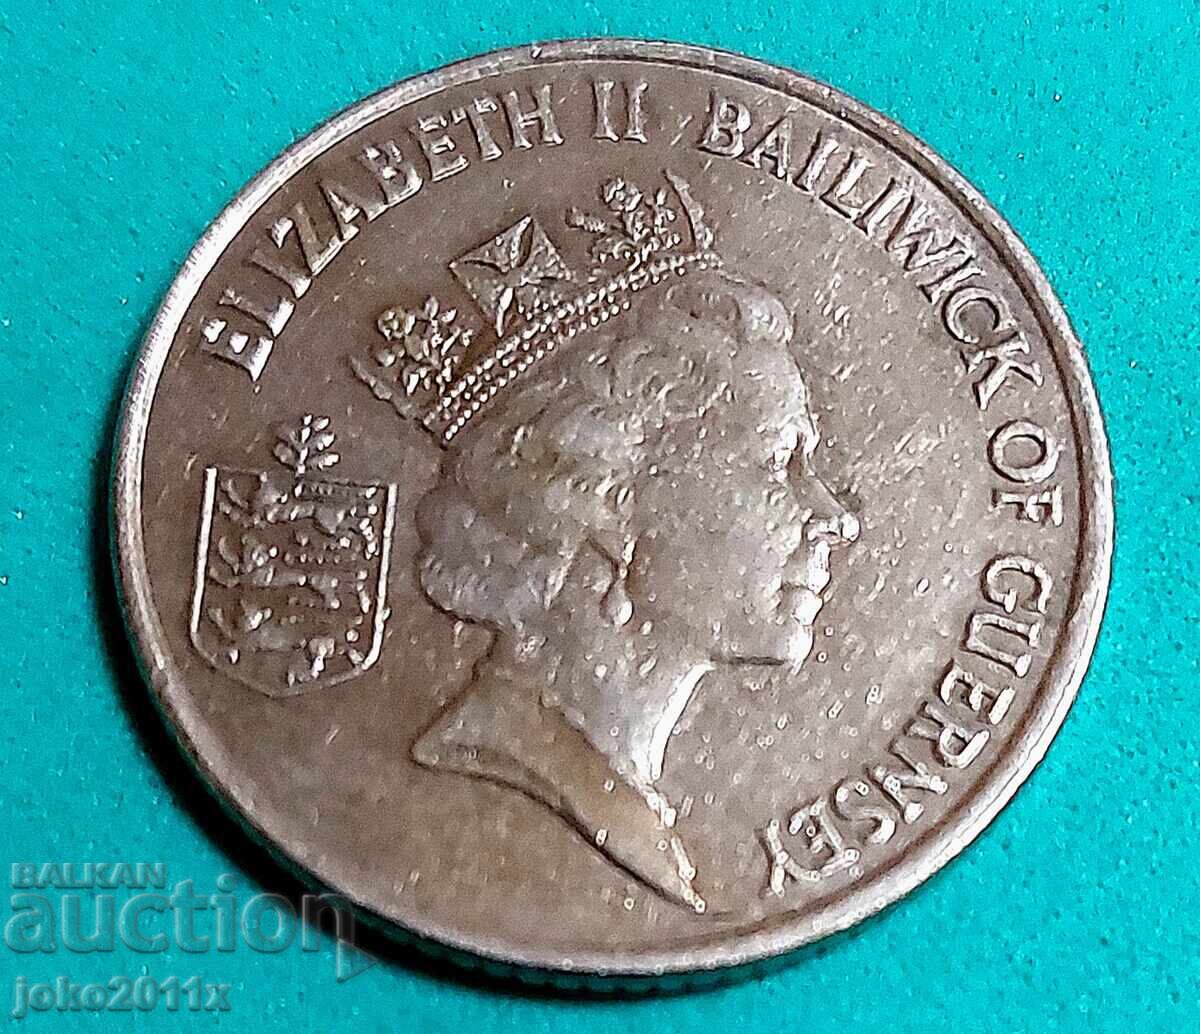 ELIZABETH II BAILIWICK OF GUERNSEY
BALKAN
auction
joko2011x